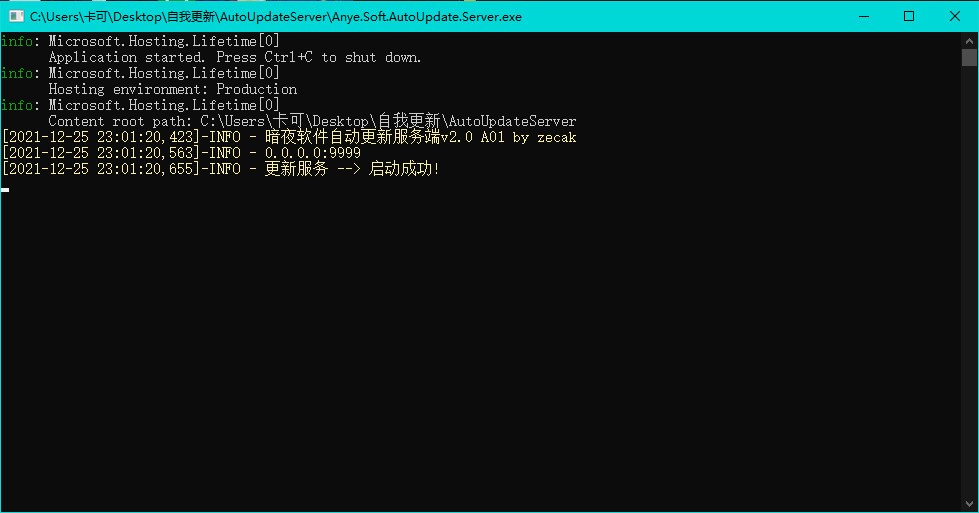 C:\Users\卡可\Desktop\自我更新\AutoUpdateServer\Anye.Soft.AutoUpdate.Server.exe
info: Microsoft.Hosting.Lifetime[0]
Application started. Press Ctrl+C to shut down.
info: Microsoft.Hosting.Lifetime[0]
Hosting environment: Production
info: Microsoft.Hosting.Lifetime[0]
Content root path: C:\Users\卡可\Desktop\自我更新\AutoUpdateServer
[2021-12-25 23:01:20,423]-INFO - 暗夜软件自动更新服务端v2.0 A01 by zecak
[2021-12-25 23:01:20,563]-INFO - 0.0.0.0:9999
[2021-12-25 23:01:20,655]-INFO - 更新服务 --> 启动成功!